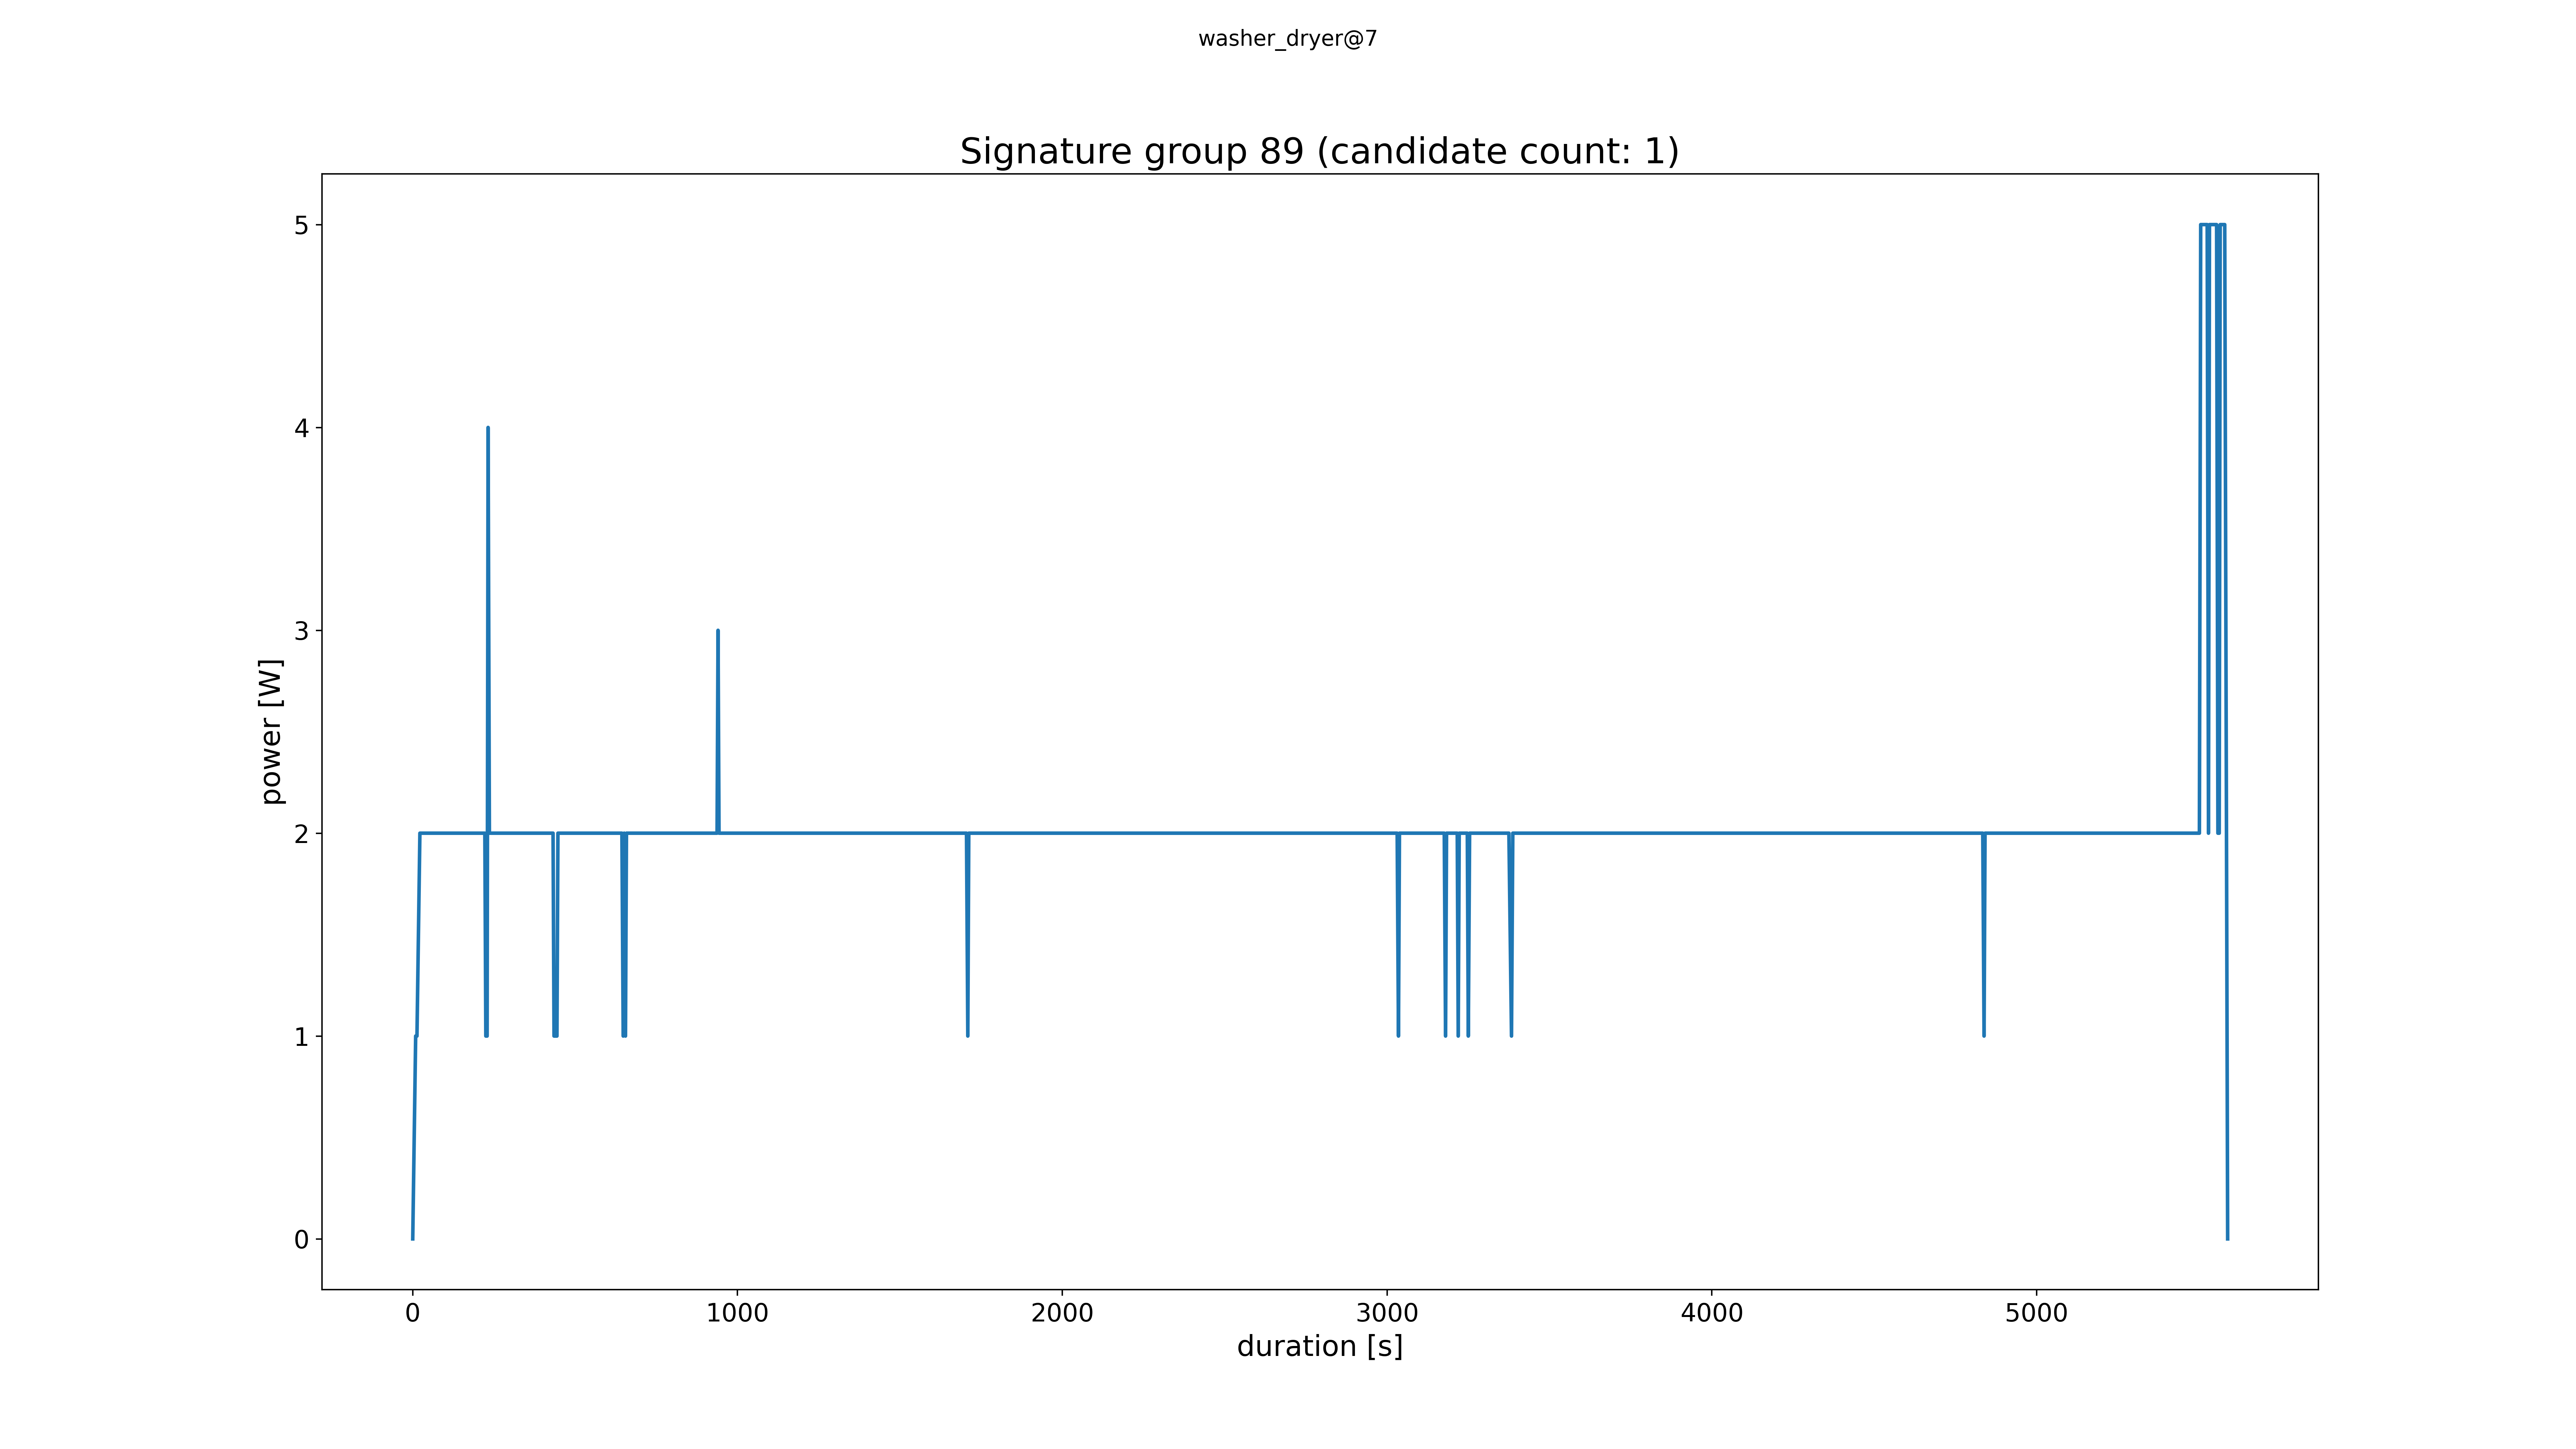 washer_dryer@7
Signature group 89 (candidate count: 1)
5
4
3
2
1
0
power [W]
0 1000 2000 3000 4000 5000
duration [s]